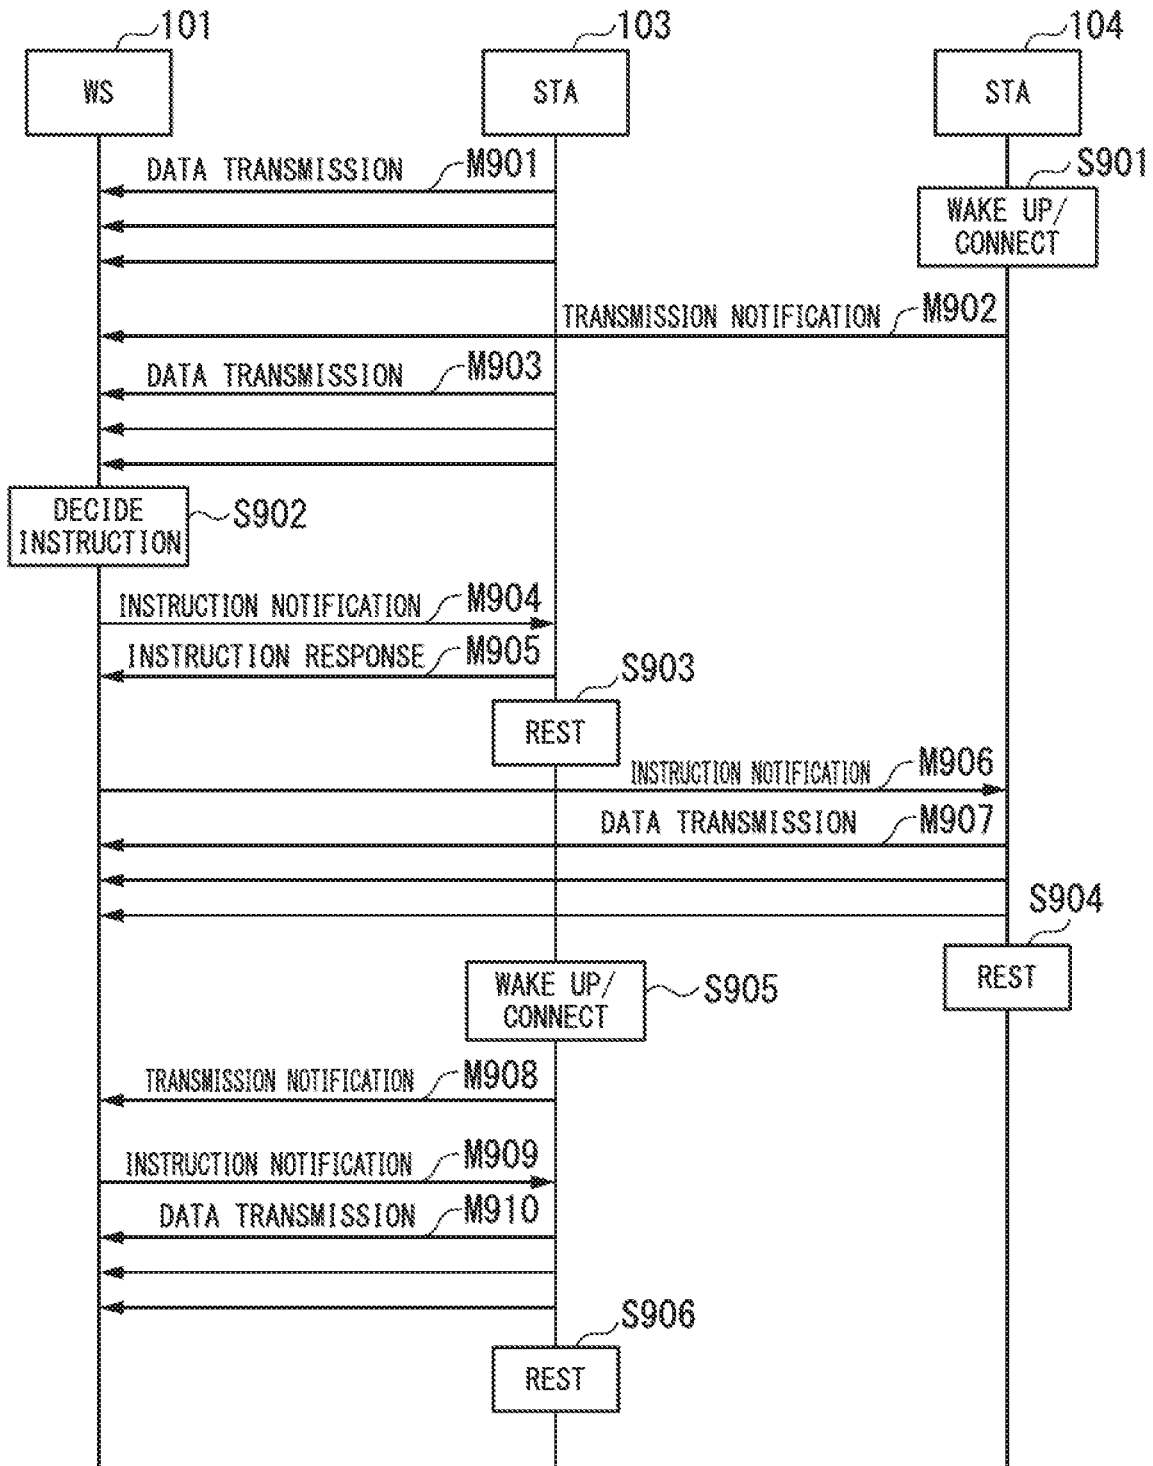 101
103
104
WS
STA
STA
DATA TRANSMISSION
M901
S901
WAKE UP/
CONNECT
TRANSMISSION NOTIFICATION
M902
DATA TRANSMISSION
M903
DECIDE
INSTRUCTION
S902
INSTRUCTION NOTIFICATION
M904
INSTRUCTION RESPONSE
M905
S903
REST
INSTRUCTION NOTIFICATION
M906
DATA TRANSMISSION
M907
S904
REST
WAKE UP/
CONNECT
S905
TRANSMISSION NOTIFICATION
M908
INSTRUCTION NOTIFICATION
M909
DATA TRANSMISSION
M910
S906
REST